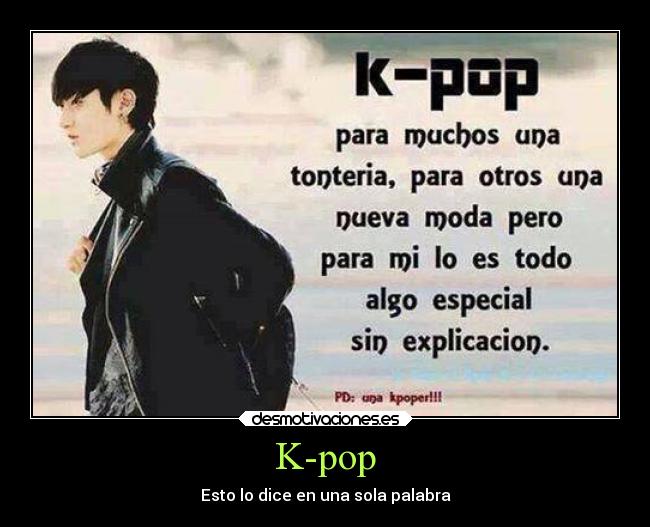 k-pop
para muchos una
tonteria, para otros una
nueva moda pero
para mi lo es todo
algo especial
sin explicacion.
PD: una kpoper!!!
desmotivaciones.es
K-pop
Esto lo dice en una sola palabra